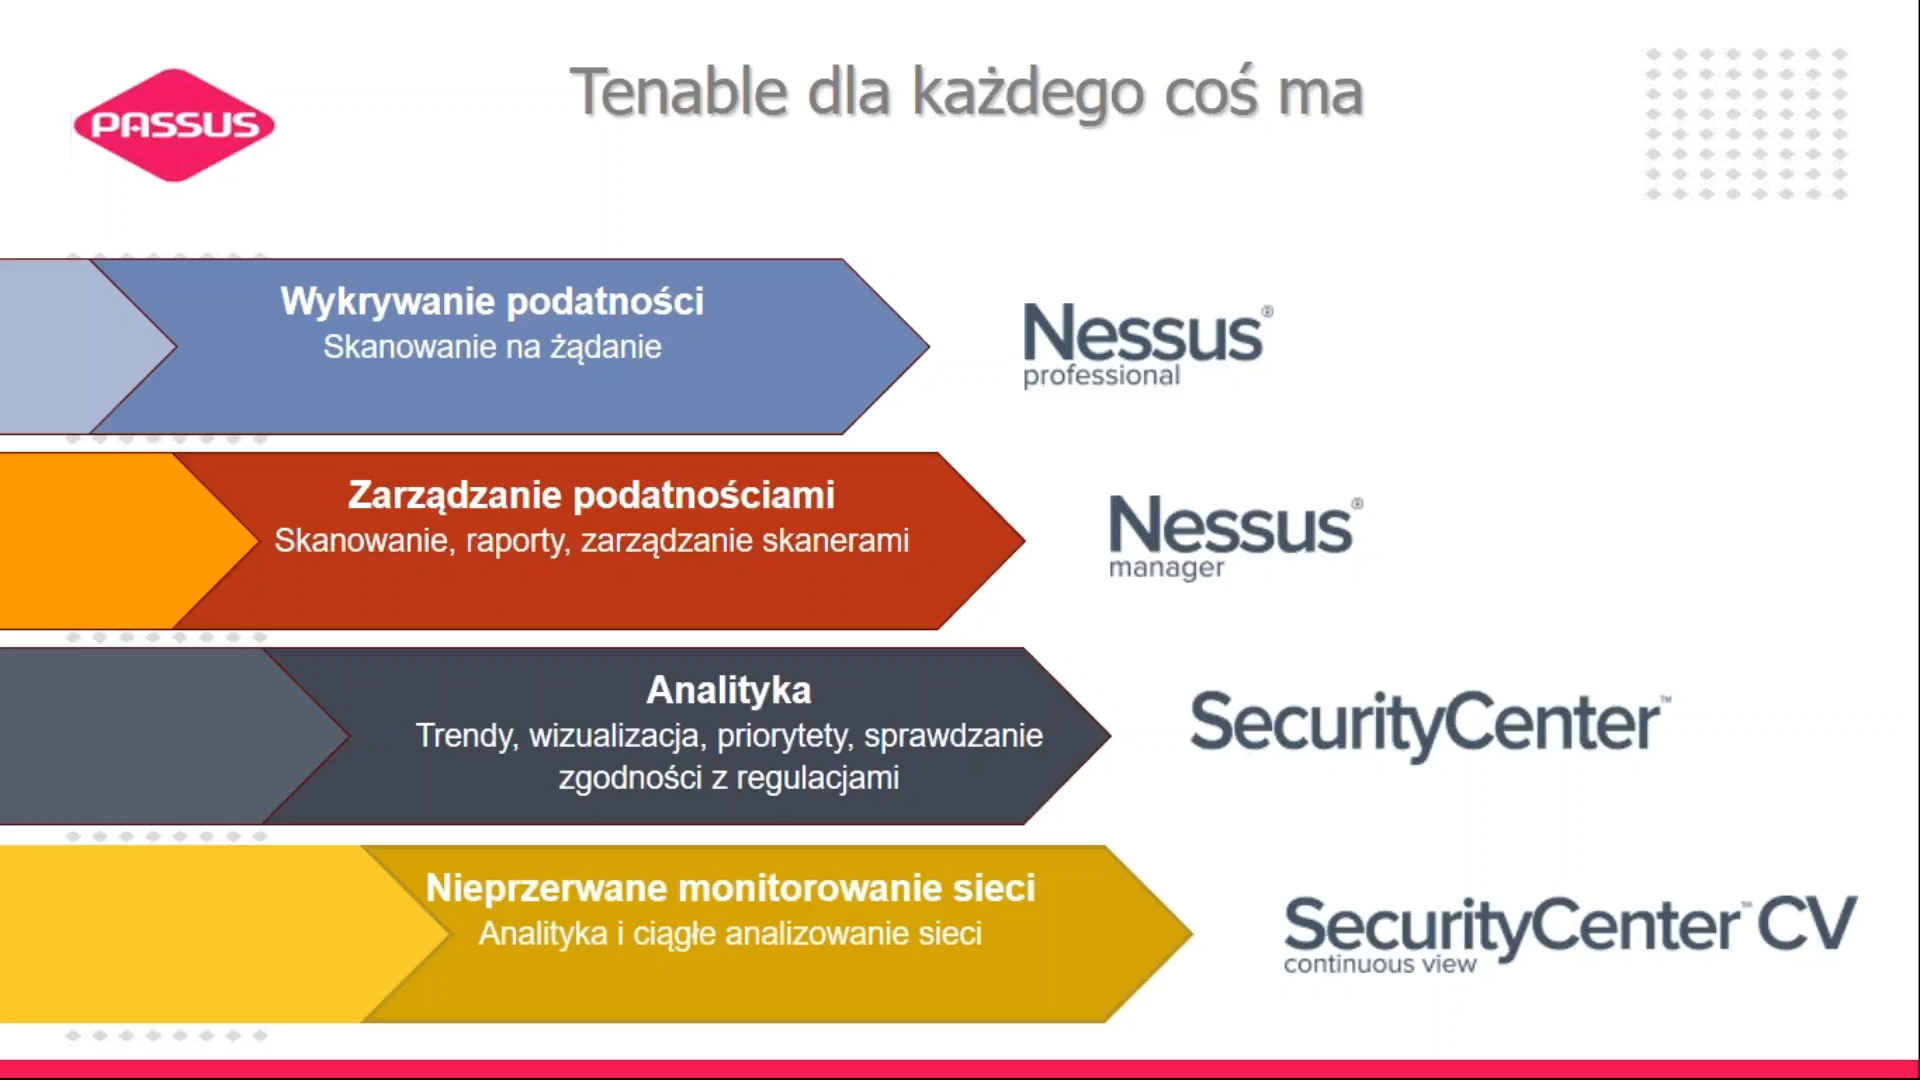 PASSUS
Tenable dla każdego coś ma
Wykrywanie podatności
Skanowanie na żądanie
Nessus®
professional
Zarządzanie podatnościami
Skanowanie, raporty, zarządzanie skanerami
Nessus®
manager
Analityka
Trendy, wizualizacja, priorytety, sprawdzanie
zgodności z regulacjami
SecurityCenter™
Nieprzerwane monitorowanie sieci
Analityka i ciągłe analizowanie sieci
SecurityCenter™ CV
continuous view